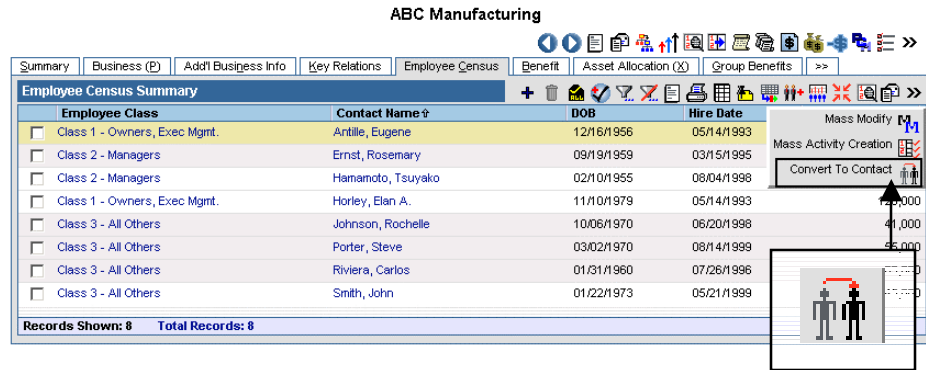 ABC Manufacturing
Summary Business (P) Add'l Business Info Key Relations Employee Census Benefit Asset Allocation (X) Group Benefits >>
Employee Census Summary
Employee Class Contact Name⇧ DOB Hire Date
Class 1 - Owners, Exec Mgmt. Antille, Eugene 12/16/1956 05/14/1993
Mass Modify
Class 2 - Managers Ernst, Rosemary 09/19/1959 03/15/1995
Mass Activity Creation
Class 2 - Managers Hamamoto, Tsuyako 02/10/1955 08/04/1998
Convert To Contact
Class 1 - Owners, Exec Mgmt. Horley, Elan A. 11/10/1979 05/14/1993
Class 3 - All Others Johnson, Rochelle 10/06/1970 06/20/1998
Class 3 - All Others Porter, Steve 03/02/1970 08/14/1999
Class 3 - All Others Riviera, Carlos 01/31/1960 07/26/1996
Class 3 - All Others Smith, John 01/22/1973 05/21/1999
Records Shown: 8 Total Records: 8